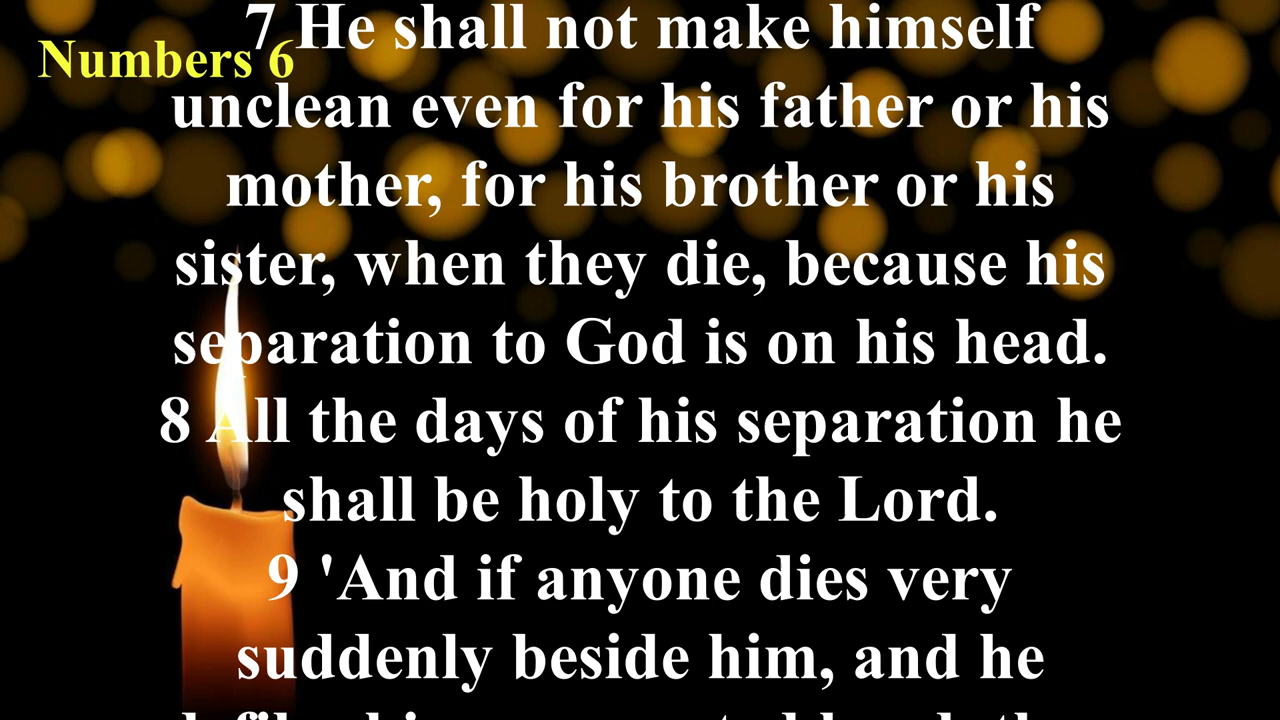 Numbers 6
7 He shall not make himself
unclean even for his father or his
mother, for his brother or his
sister, when they die, because his
separation to God is on his head.
8 All the days of his separation he
shall be holy to the Lord.
9 'And if anyone dies very
suddenly beside him, and he